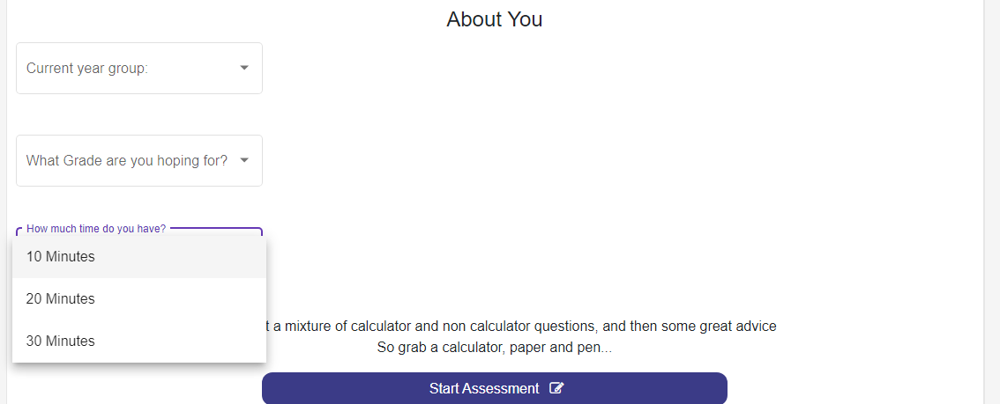 About You
Current year group:
What Grade are you hoping for?
How much time do you have?
10 Minutes
20 Minutes
30 Minutes
a mixture of calculator and non calculator questions, and then some great advice
So grab a calculator, paper and pen...
Start Assessment